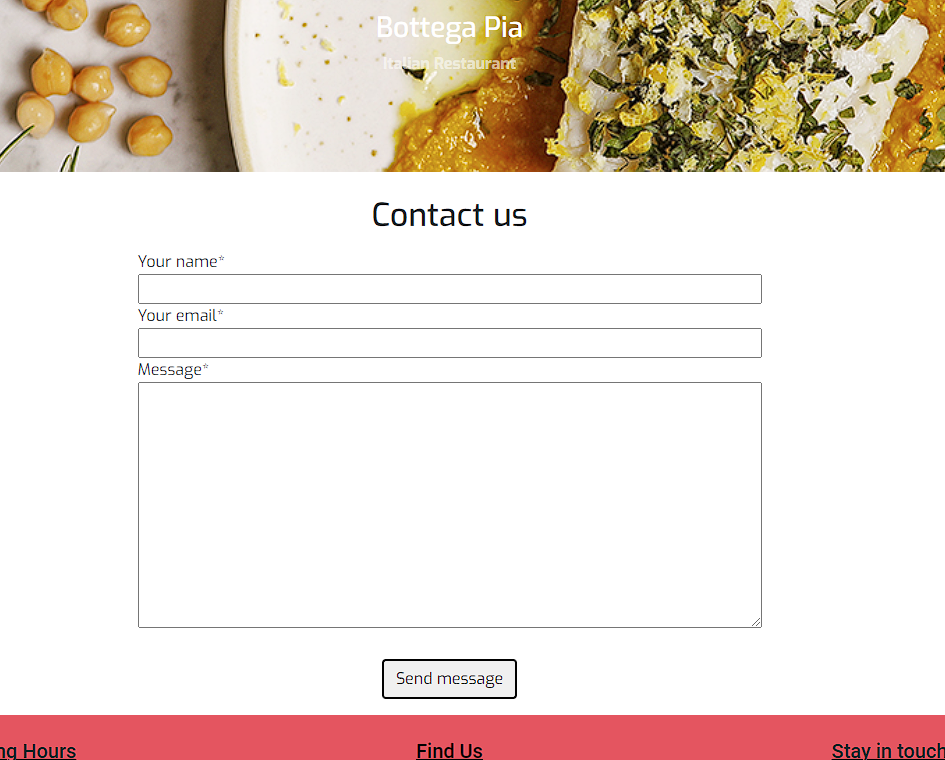 Bottega Pia
Italian Restaurant
Contact us
Your name*
Your email*
Message*
Send message
ng Hours
Find Us
Stay in touch